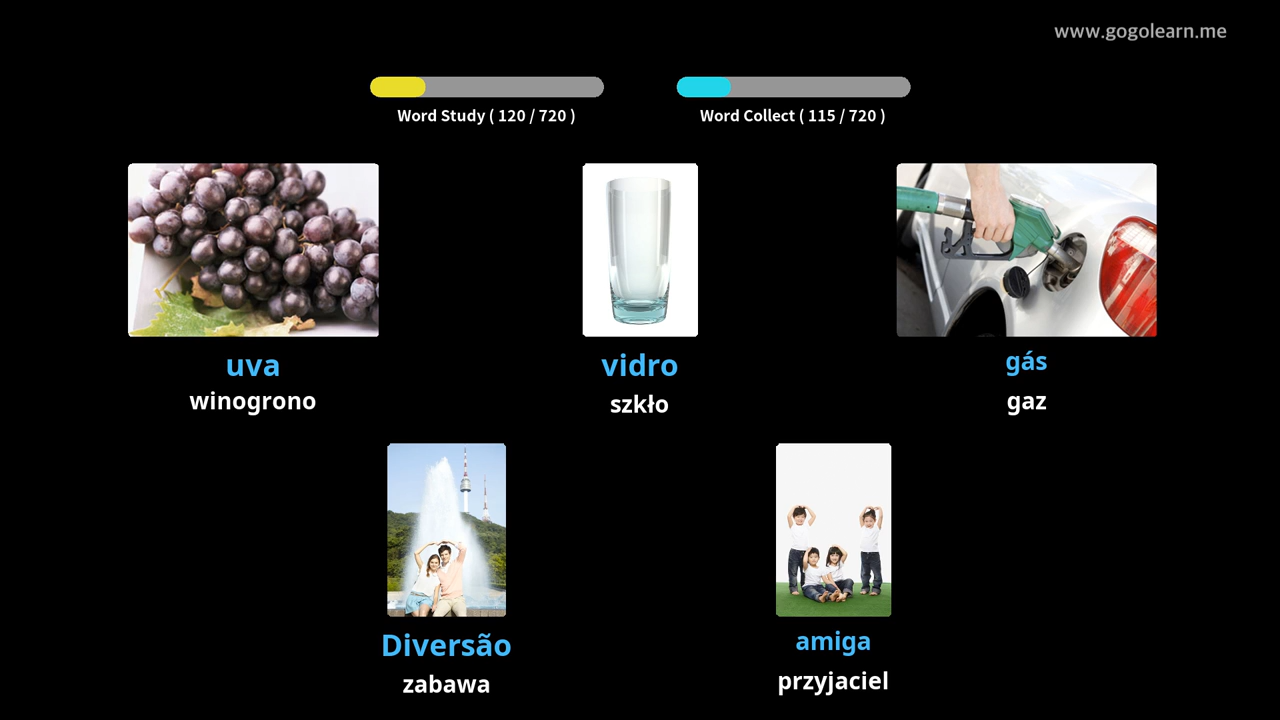 www.gogolearn.me
Word Study ( 120 / 720 )
Word Collect ( 115 / 720 )
uva
winogrono
vidro
szkło
gás
gaz
Diversão
zabawa
amiga
przyjaciel